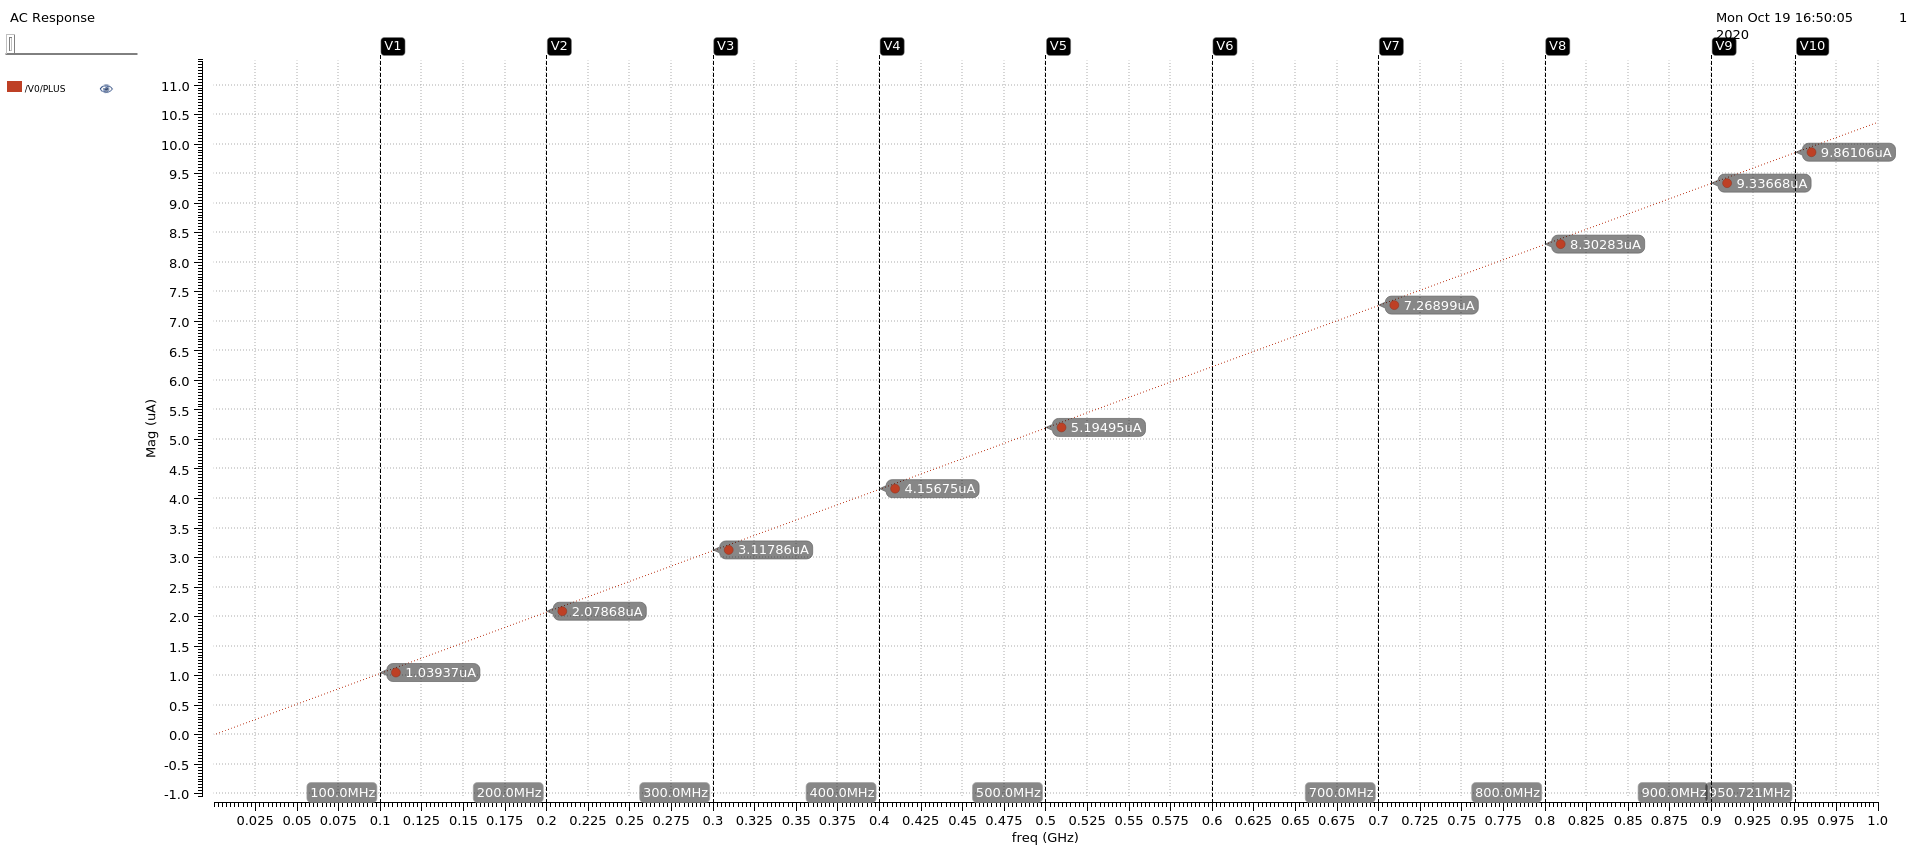 AC Response
Mon Oct 19 16:50:05 2020
1
/V0/PLUS
V1 V2 V3 V4 V5 V6 V7 V8 V9 V10
11.0
10.5
10.0
9.86106uA
9.5
9.33668uA
9.0
8.5
8.30283uA
8.0
7.5
7.26899uA
7.0
6.5
6.0
5.5
5.19495uA
5.0
4.5
4.15675uA
4.0
3.5
3.11786uA
3.0
2.5
2.07868uA
2.0
1.5
1.03937uA
1.0
0.5
0.0
-0.5
-1.0
Mag (uA)
100.0MHz 200.0MHz 300.0MHz 400.0MHz 500.0MHz 700.0MHz 800.0MHz 900.0MHz 950.721MHz
0.025 0.05 0.075 0.1 0.125 0.15 0.175 0.2 0.225 0.25 0.275 0.3 0.325 0.35 0.375 0.4 0.425 0.45 0.475 0.5 0.525 0.55 0.575 0.6 0.625 0.65 0.675 0.7 0.725 0.75 0.775 0.8 0.825 0.85 0.875 0.9 0.925 0.95 0.975 1.0
freq (GHz)